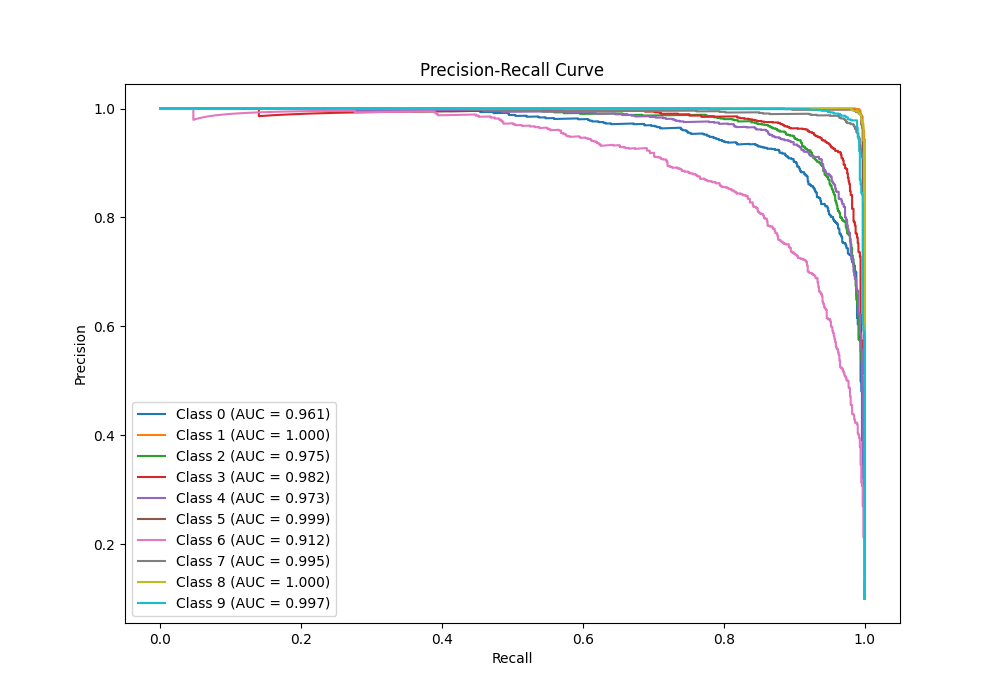 Precision-Recall Curve
1.0
0.8
0.6
0.4
0.2
Precision
Class 0 (AUC = 0.961)
Class 1 (AUC = 1.000)
Class 2 (AUC = 0.975)
Class 3 (AUC = 0.982)
Class 4 (AUC = 0.973)
Class 5 (AUC = 0.999)
Class 6 (AUC = 0.912)
Class 7 (AUC = 0.995)
Class 8 (AUC = 1.000)
Class 9 (AUC = 0.997)
0.0 0.2 0.4 0.6 0.8 1.0
Recall